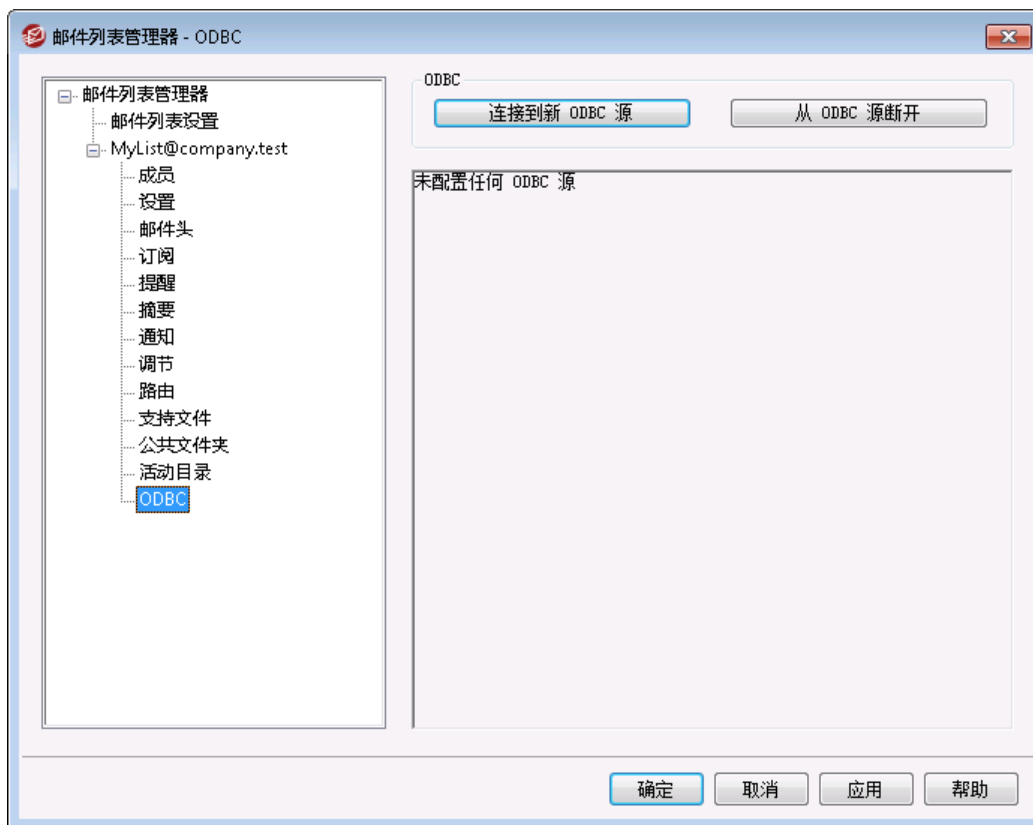 邮件列表管理器 - ODBC
邮件列表管理器
邮件列表设置
MyList@company.test
成员
设置
邮件头
订阅
提醒
摘要
通知
调节
路由
支持文件
公共文件夹
活动目录
ODBC
ODBC
连接到新 ODBC 源
从 ODBC 源断开
未配置任何 ODBC 源
确定
取消
应用
帮助